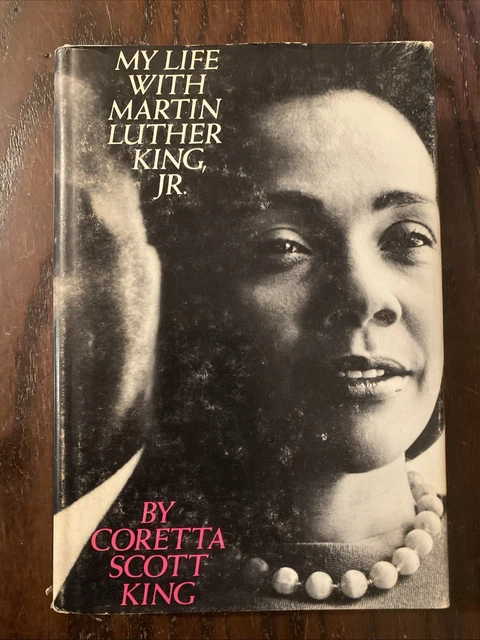 MY LIFE
WITH
MARTIN
LUTHER
KING,
JR.
BY
CORETTA
SCOTT
KING